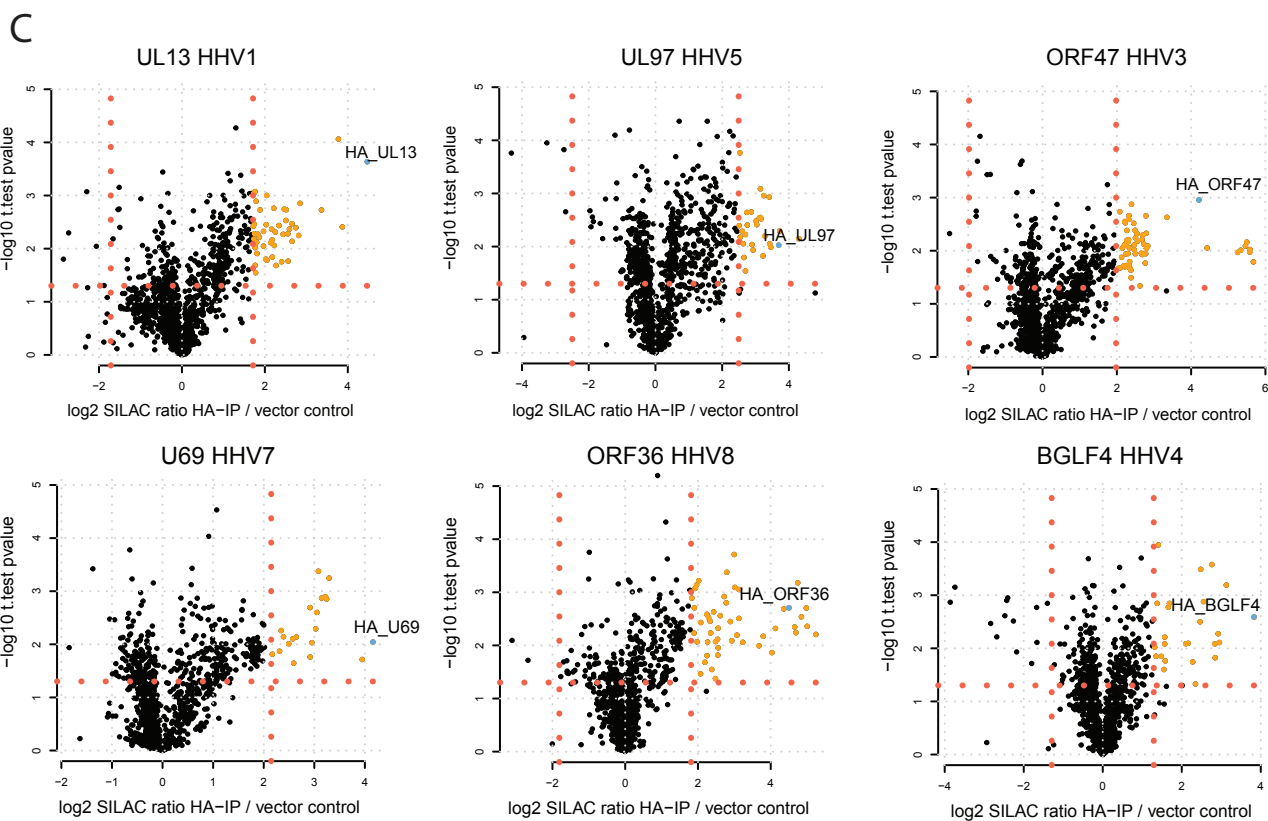 C
UL13 HHV1
UL97 HHV5
ORF47 HHV3
−log10 t.test pvalue
5
4
3
2
1
0
HA_UL13
−2
0
2
4
log2 SILAC ratio HA−IP / vector control
−log10 t.test pvalue
5
4
3
2
1
0
HA_UL97
−4
−2
0
2
4
log2 SILAC ratio HA−IP / vector control
−log10 t.test pvalue
5
4
3
2
1
0
HA_ORF47
−2
0
2
4
6
log2 SILAC ratio HA−IP / vector control
U69 HHV7
ORF36 HHV8
BGLF4 HHV4
−log10 t.test pvalue
5
4
3
2
1
0
HA_U69
−2
−1
0
1
2
3
4
log2 SILAC ratio HA−IP / vector control
−log10 t.test pvalue
5
4
3
2
1
0
HA_ORF36
0
2
4
log2 SILAC ratio HA−IP / vector control
−log10 t.test pvalue
5
4
3
2
1
0
HA_BGLF4
−4
−2
0
2
4
log2 SILAC ratio HA−IP / vector control